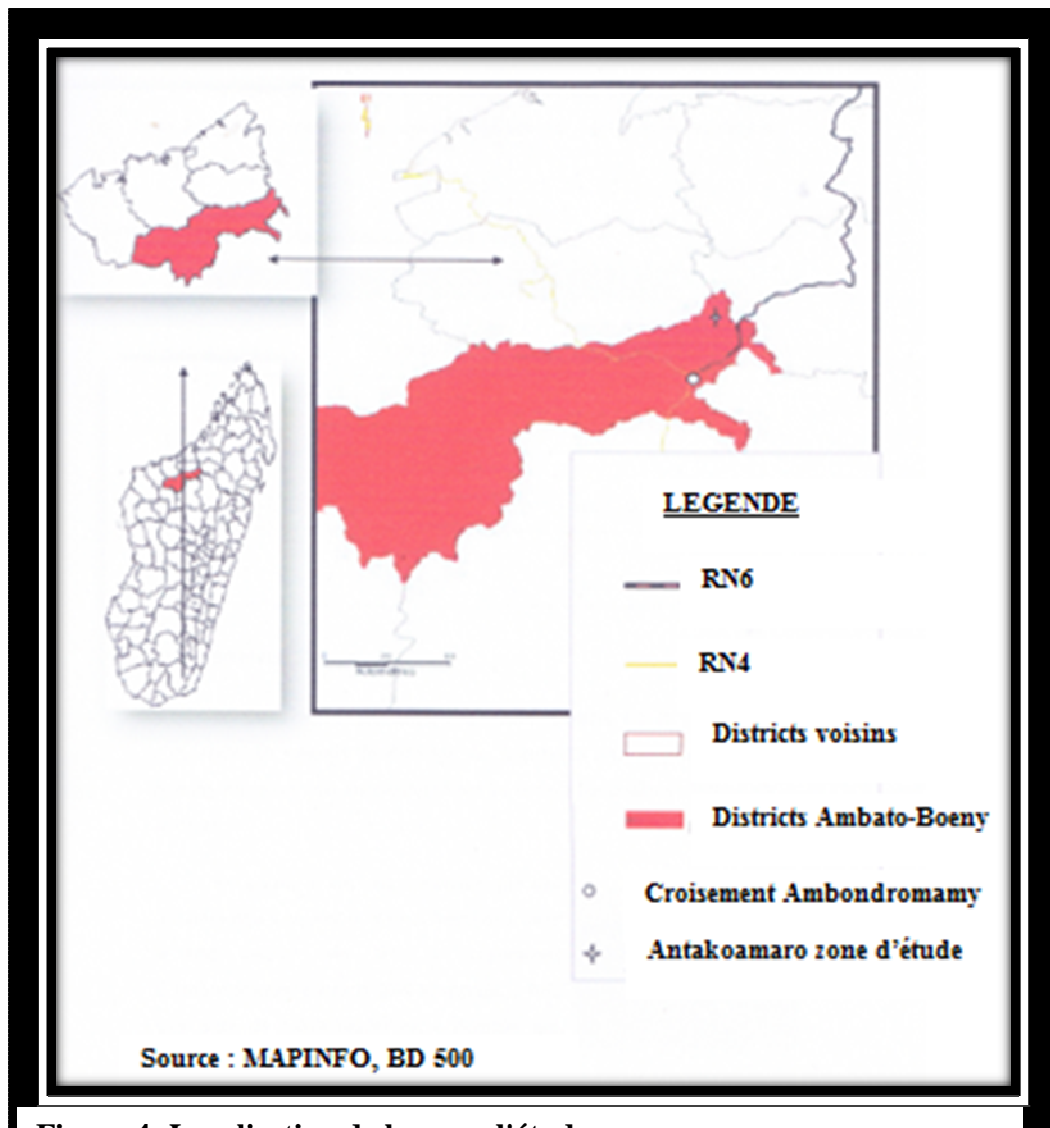 LEGENDE
RN6
RN4
Districts voisins
Districts Ambato-Boeny
Croisement Ambondromamy
Antakoamaro zone d'étude
Source : MAPINFO, BD 500